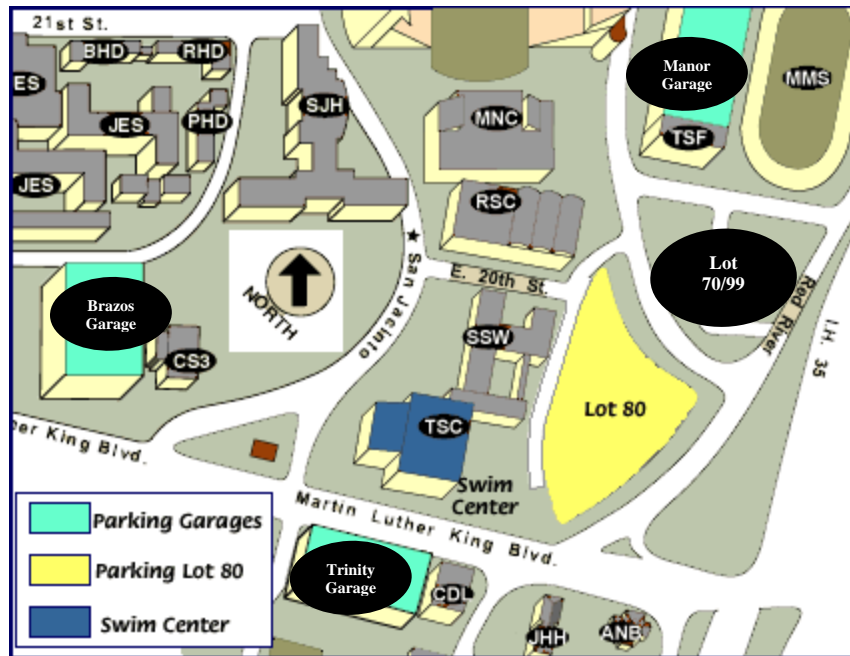 21st St.
BHD
RHD
ES
JES
PHD
SJH
MNC
Manor
Garage
MMS
TSF
JES
RSC
San Jacinto
E. 20th St.
Lot
70/99
Red River
I.H. 35
NORTH
Brazos
Garage
CS3
SSW
TSC
Lot 80
her King Blvd.
Swim
Center
Martin Luther King Blvd.
Parking Garages
Parking Lot 80
Swim Center
Trinity
Garage
CDL
JHH
ANB